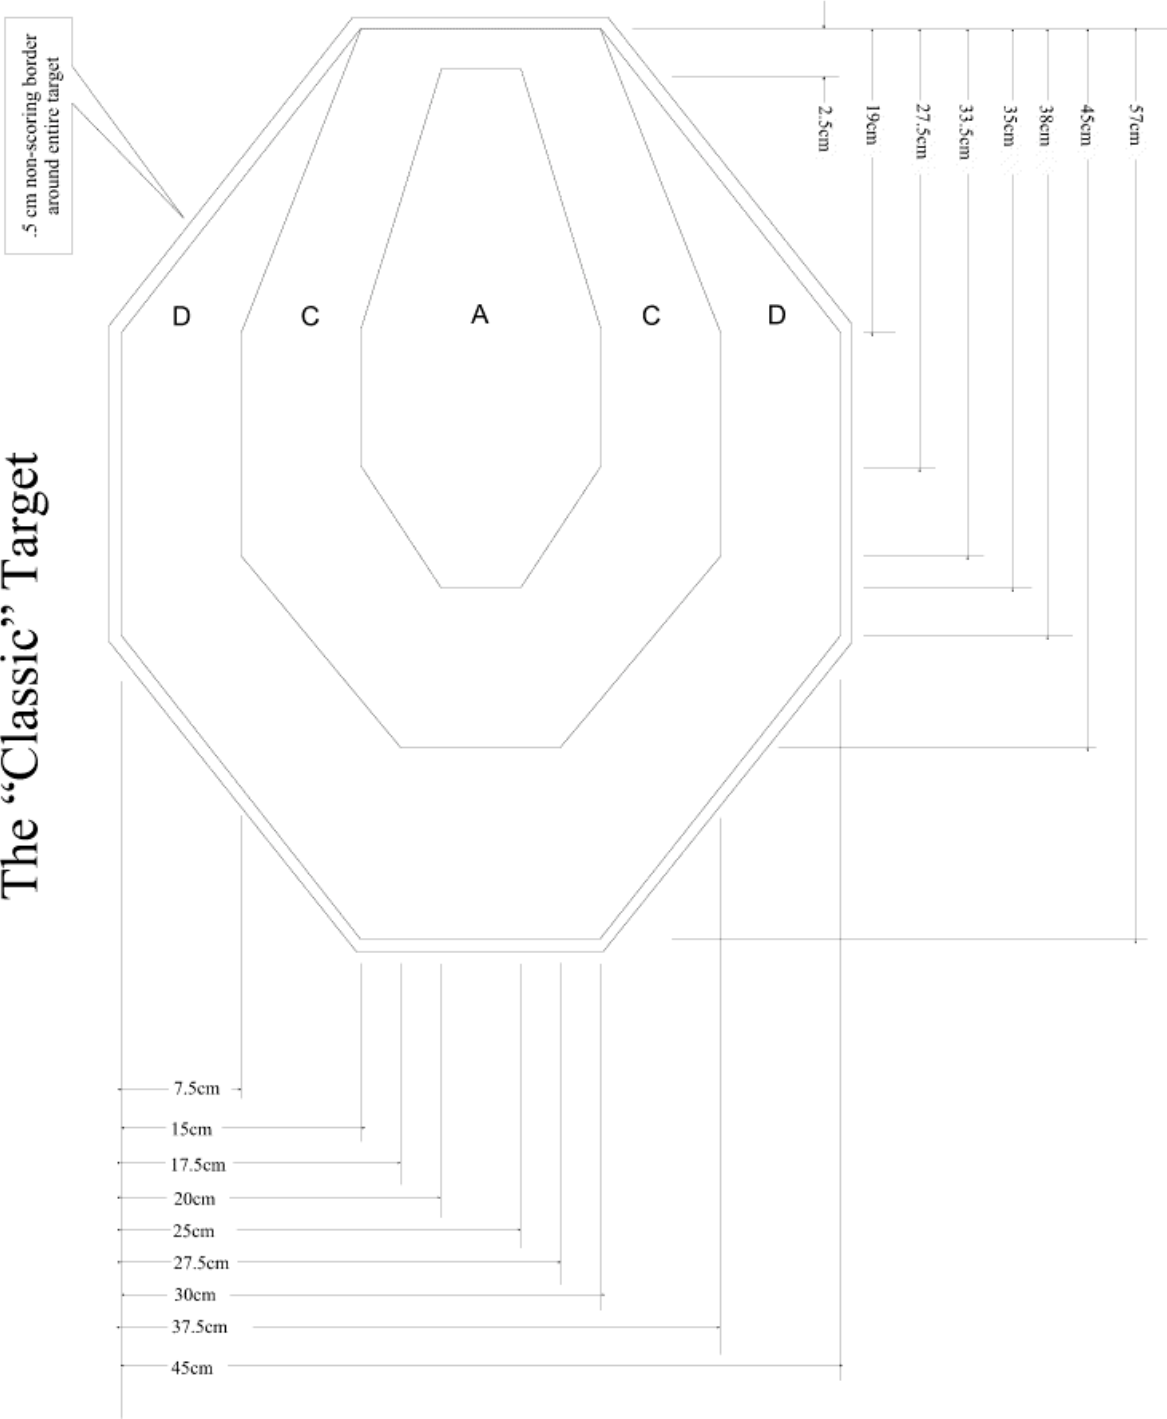 .5 cm non-scoring border
around entire target
2.5cm
19cm
27.5cm
33.5cm
35cm
38cm
45cm
57cm
D
C
A
C
D
The “Classic” Target
7.5cm
15cm
17.5cm
20cm
25cm
27.5cm
30cm
37.5cm
45cm